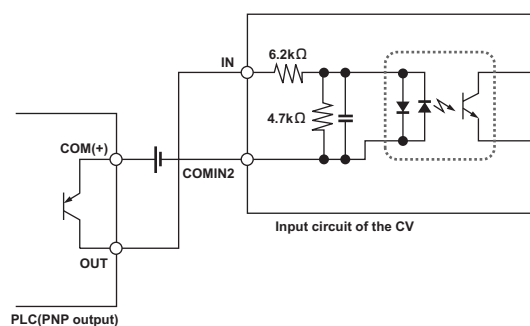 IN
6.2kΩ
4.7kΩ
COM(+)
COMIN2
Input circuit of the CV
OUT
PLC(PNP output)